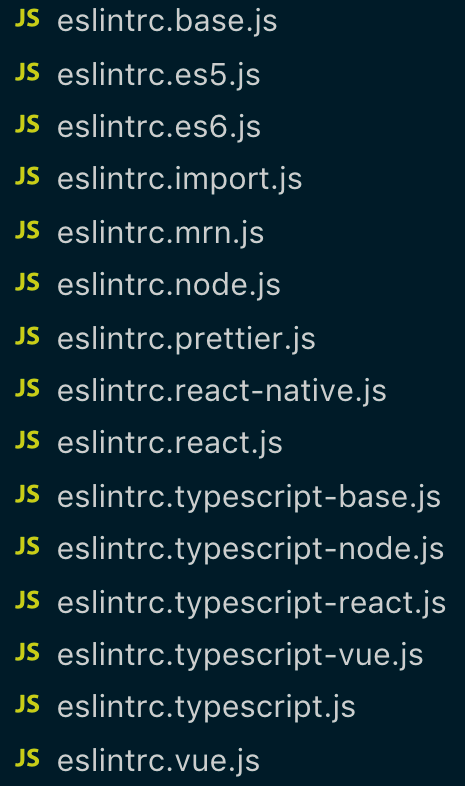 JS eslintrc.base.js
JS eslintrc.es5.js
JS eslintrc.es6.js
JS eslintrc.import.js
JS eslintrc.mrn.js
JS eslintrc.node.js
JS eslintrc.prettier.js
JS eslintrc.react-native.js
JS eslintrc.react.js
JS eslintrc.typescript-base.js
JS eslintrc.typescript-node.js
JS eslintrc.typescript-react.js
JS eslintrc.typescript-vue.js
JS eslintrc.typescript.js
JS eslintrc.vue.js